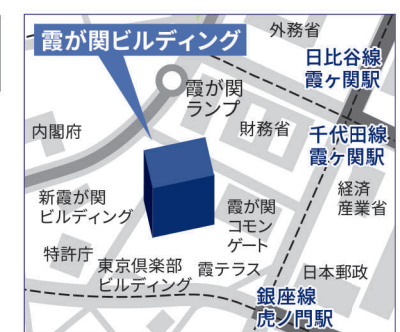 外務省
霞が関ビルディング
日比谷線
霞ヶ関駅
霞が関
ランプ
内閣府
財務省
千代田線
霞ヶ関駅
新霞が関
ビルディング
霞が関
コモン
ゲート
経済
産業省
特許庁
東京倶楽部
ビルディング
霞テラス
日本郵政
銀座線
虎ノ門駅